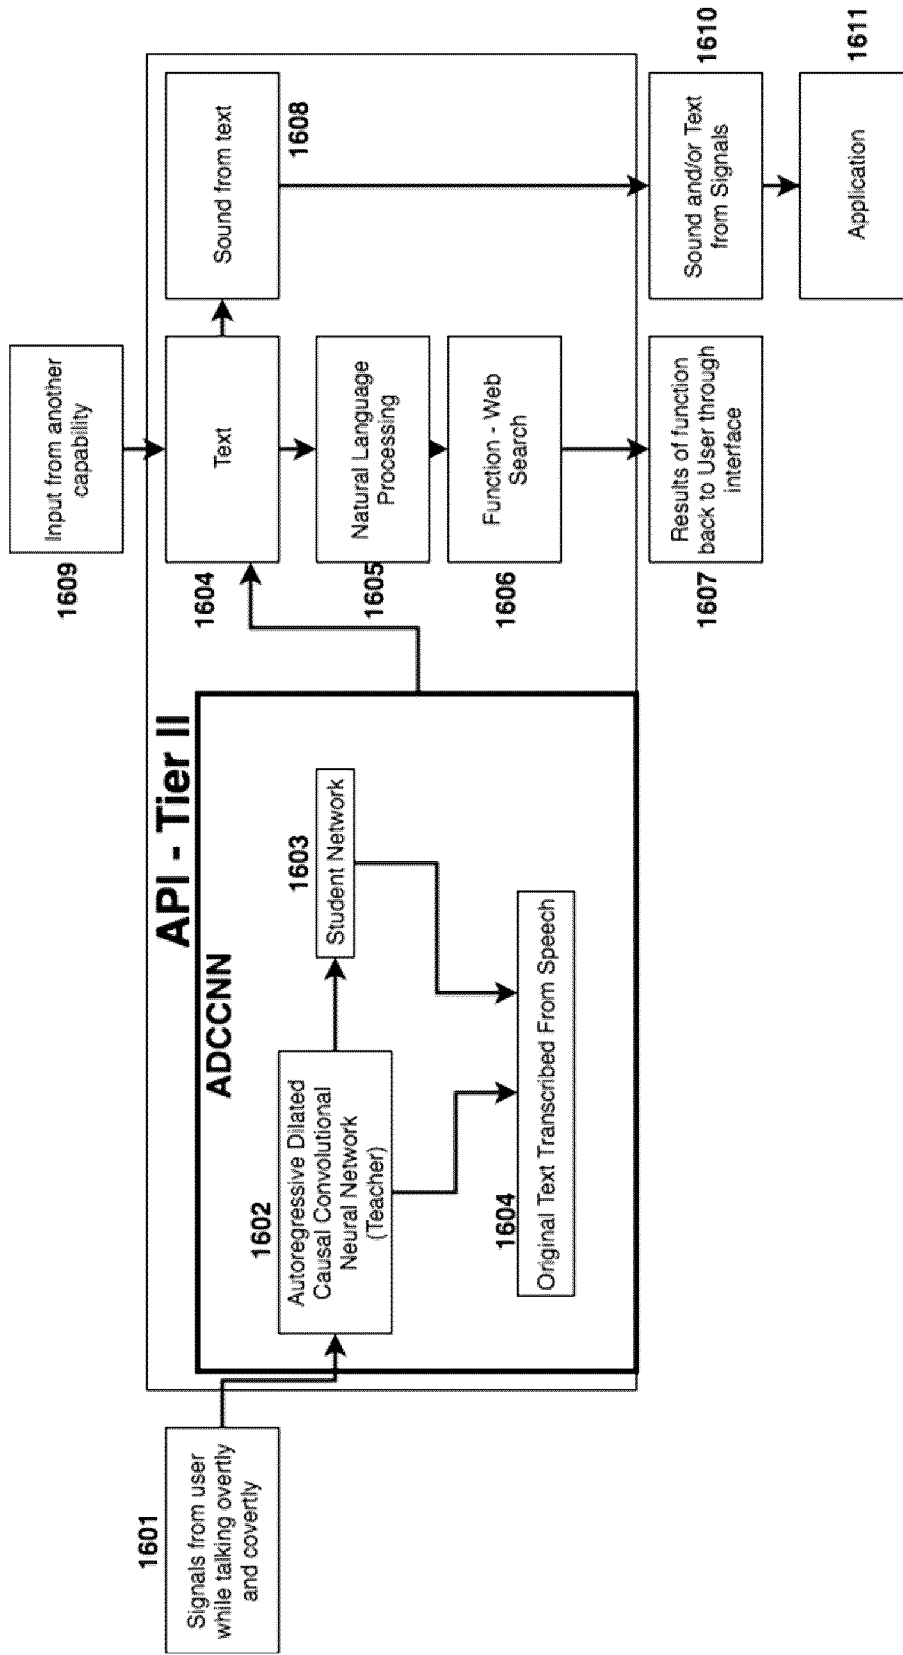 1601
Signals from user
while talking overtly
and covertly
API - Tier II
ADCCNN
1602
Autoregressive Dilated
Causal Convolutional
Neural Network
(Teacher)
1603
Student Network
1604
Original Text Transcribed From Speech
1609
Input from another
capability
1604
Text
1605
Natural Language
Processing
1606
Function - Web
Search
1607
Results of function
back to User through
interface
Sound from text
1608
1610
Sound and/or Text
from Signals
1611
Application